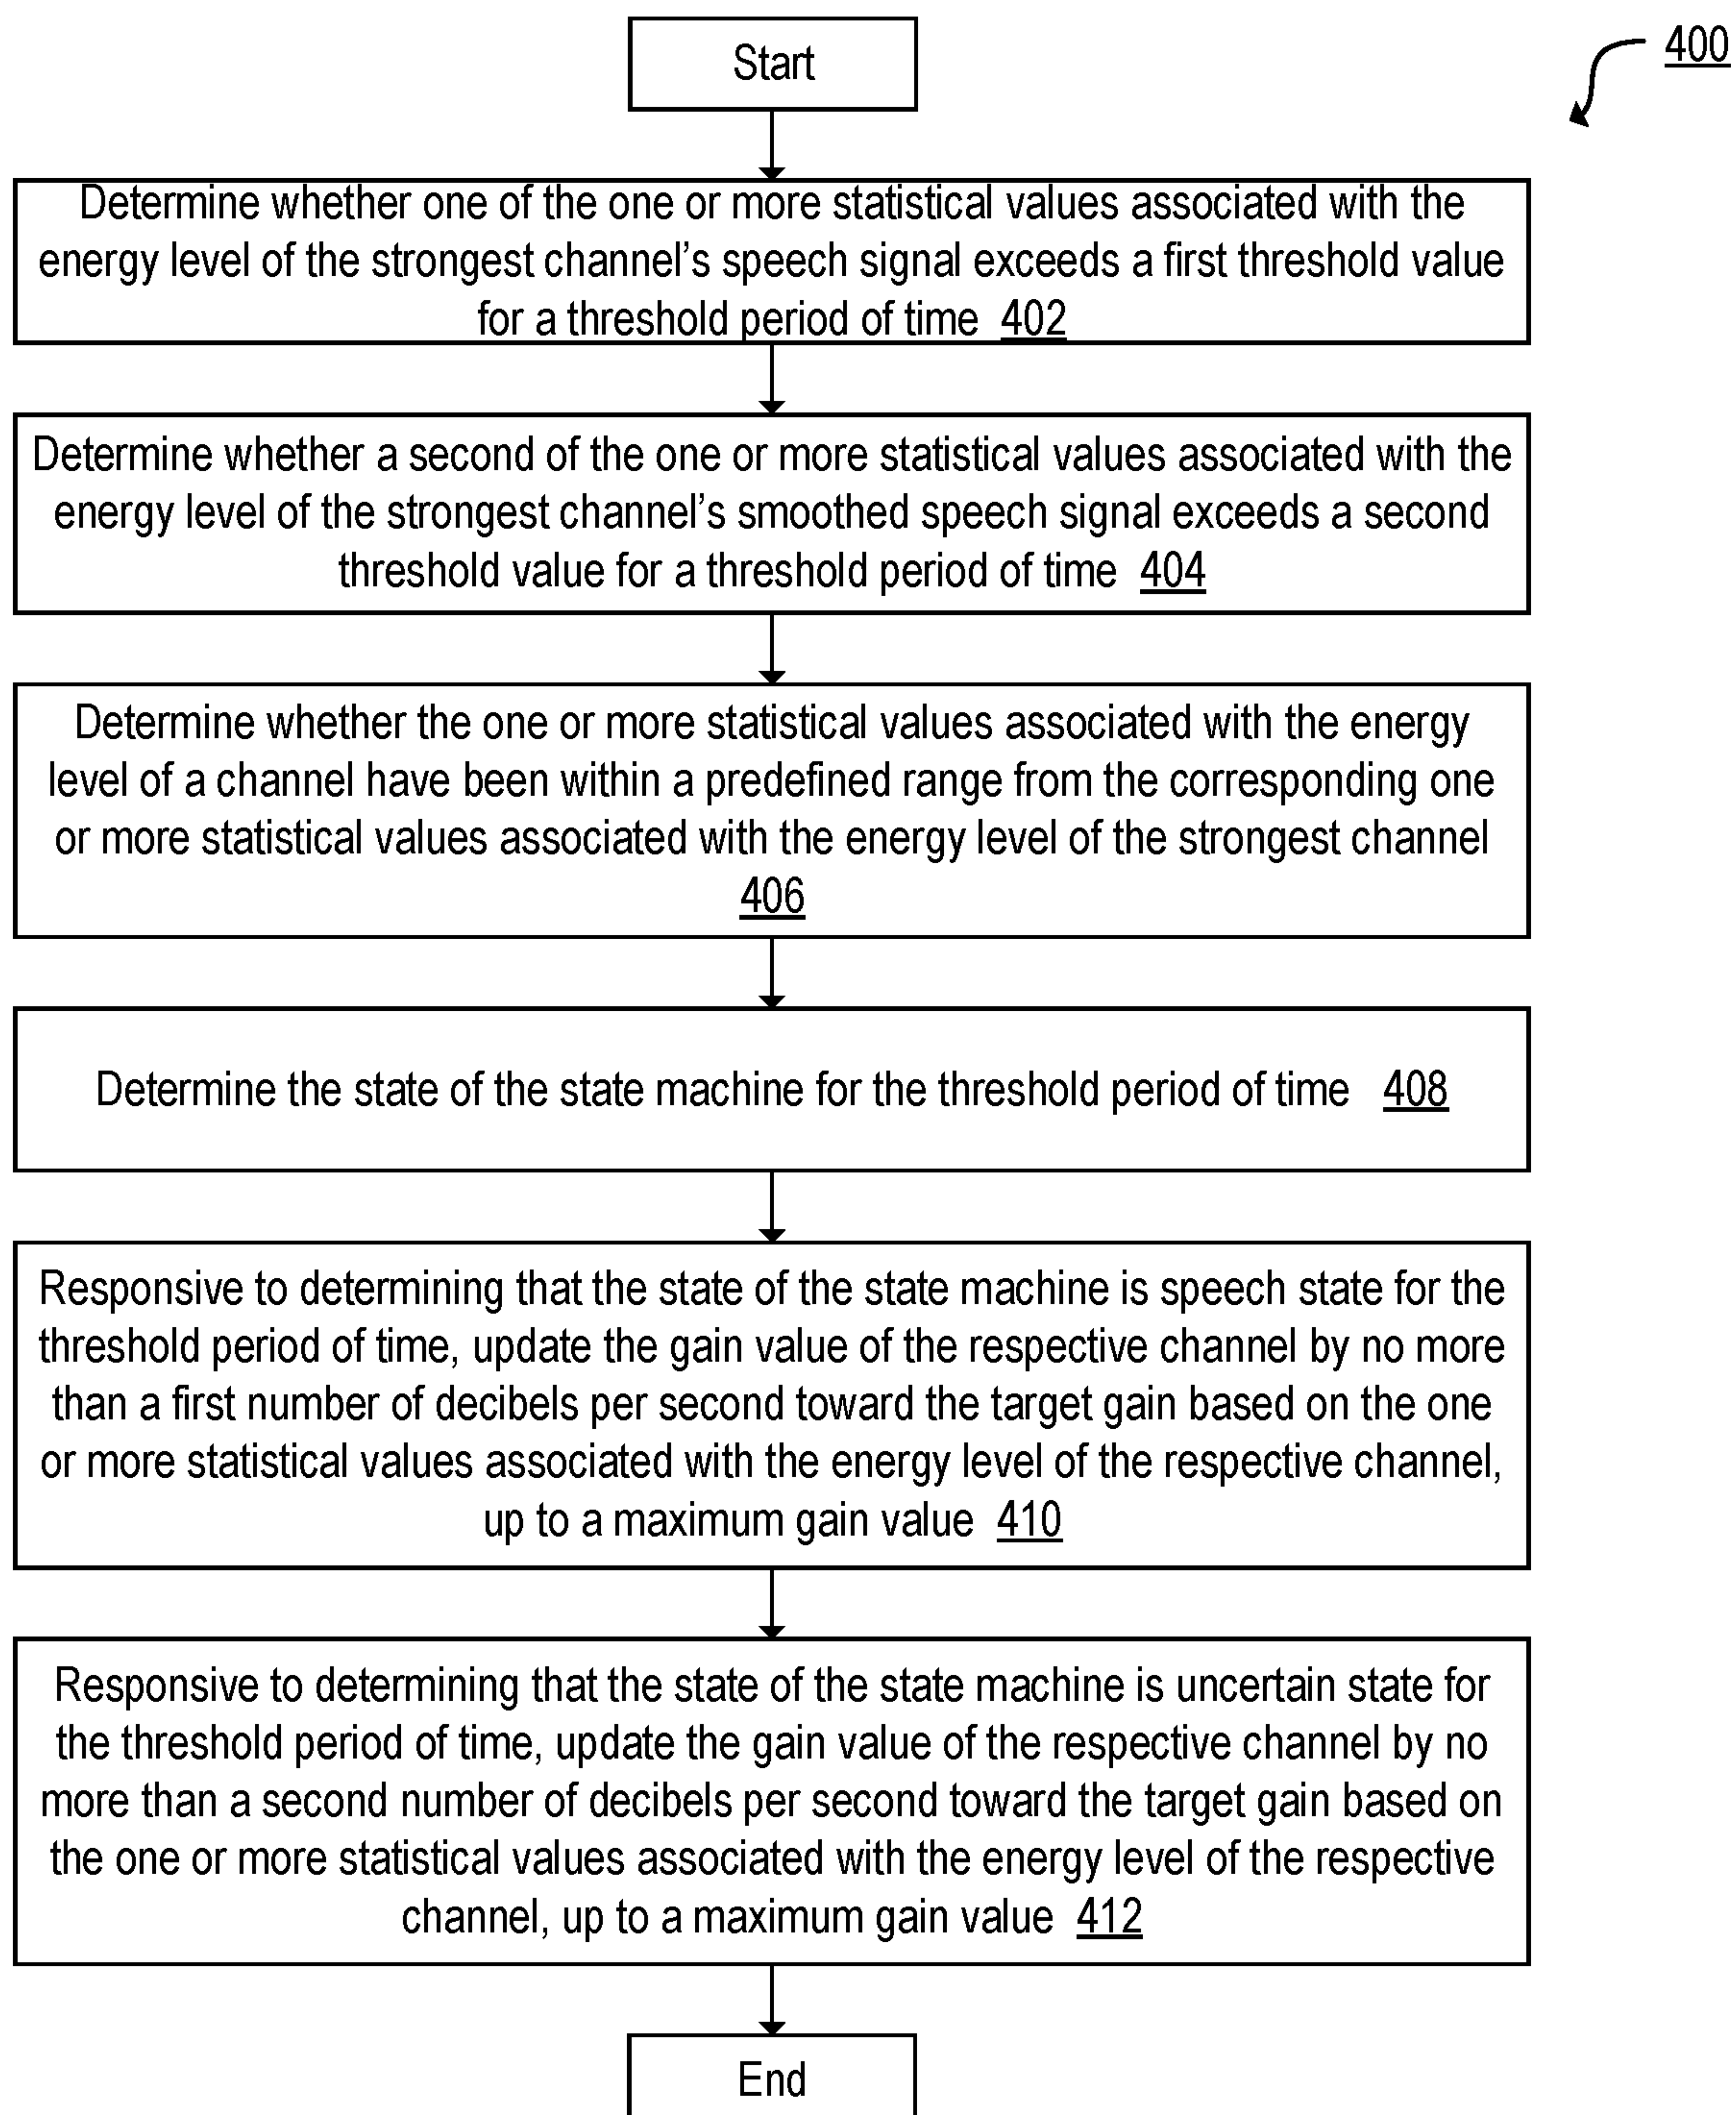 Start
400
Determine whether one of the one or more statistical values associated with the
energy level of the strongest channel’s speech signal exceeds a first threshold value
for a threshold period of time 402
Determine whether a second of the one or more statistical values associated with the
energy level of the strongest channel’s smoothed speech signal exceeds a second
threshold value for a threshold period of time 404
Determine whether the one or more statistical values associated with the energy
level of a channel have been within a predefined range from the corresponding one
or more statistical values associated with the energy level of the strongest channel
406
Determine the state of the state machine for the threshold period of time 408
Responsive to determining that the state of the state machine is speech state for the
threshold period of time, update the gain value of the respective channel by no more
than a first number of decibels per second toward the target gain based on the one
or more statistical values associated with the energy level of the respective channel,
up to a maximum gain value 410
Responsive to determining that the state of the state machine is uncertain state for
the threshold period of time, update the gain value of the respective channel by no
more than a second number of decibels per second toward the target gain based on
the one or more statistical values associated with the energy level of the respective
channel, up to a maximum gain value 412
End